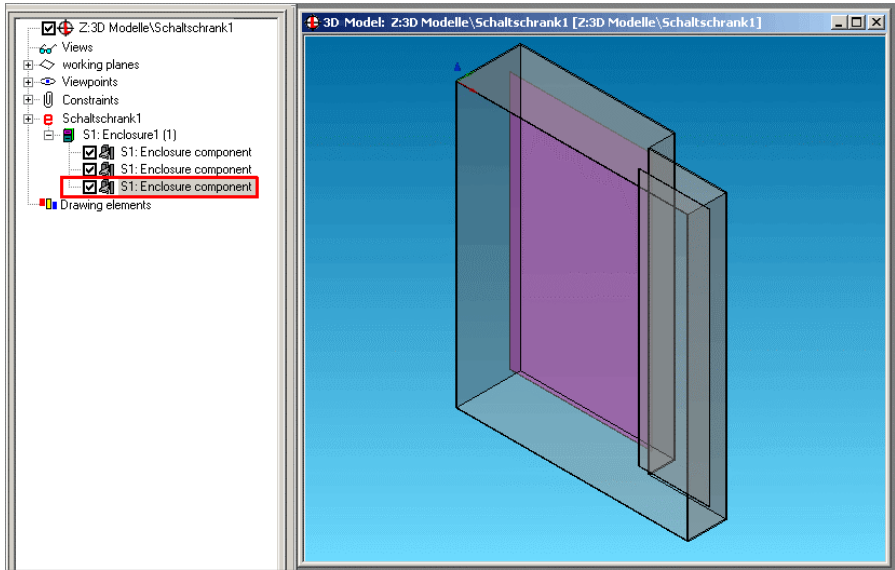 Z:3D Modelle\Schaltschrank1
Views
working planes
Viewpoints
Constraints
Schaltschrank1
S1: Enclosure1 (1)
S1: Enclosure component
S1: Enclosure component
S1: Enclosure component
Drawing elements
3D Model: Z:3D Modelle\Schaltschrank1 [Z:3D Modelle\Schaltschrank1]